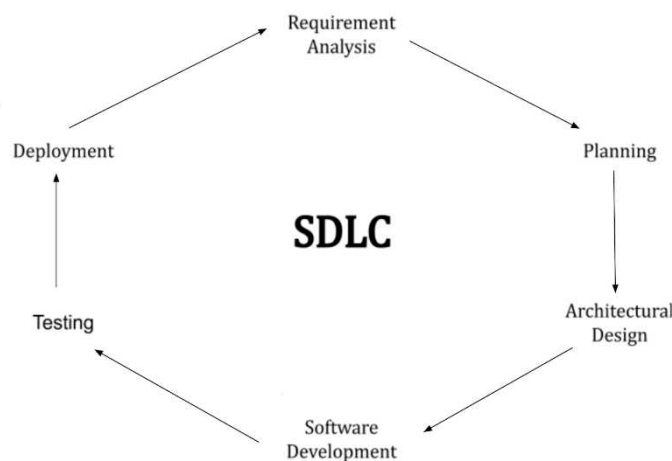 Requirement
Analysis
Deployment
Planning
SDLC
Testing
Architectural
Design
Software
Development